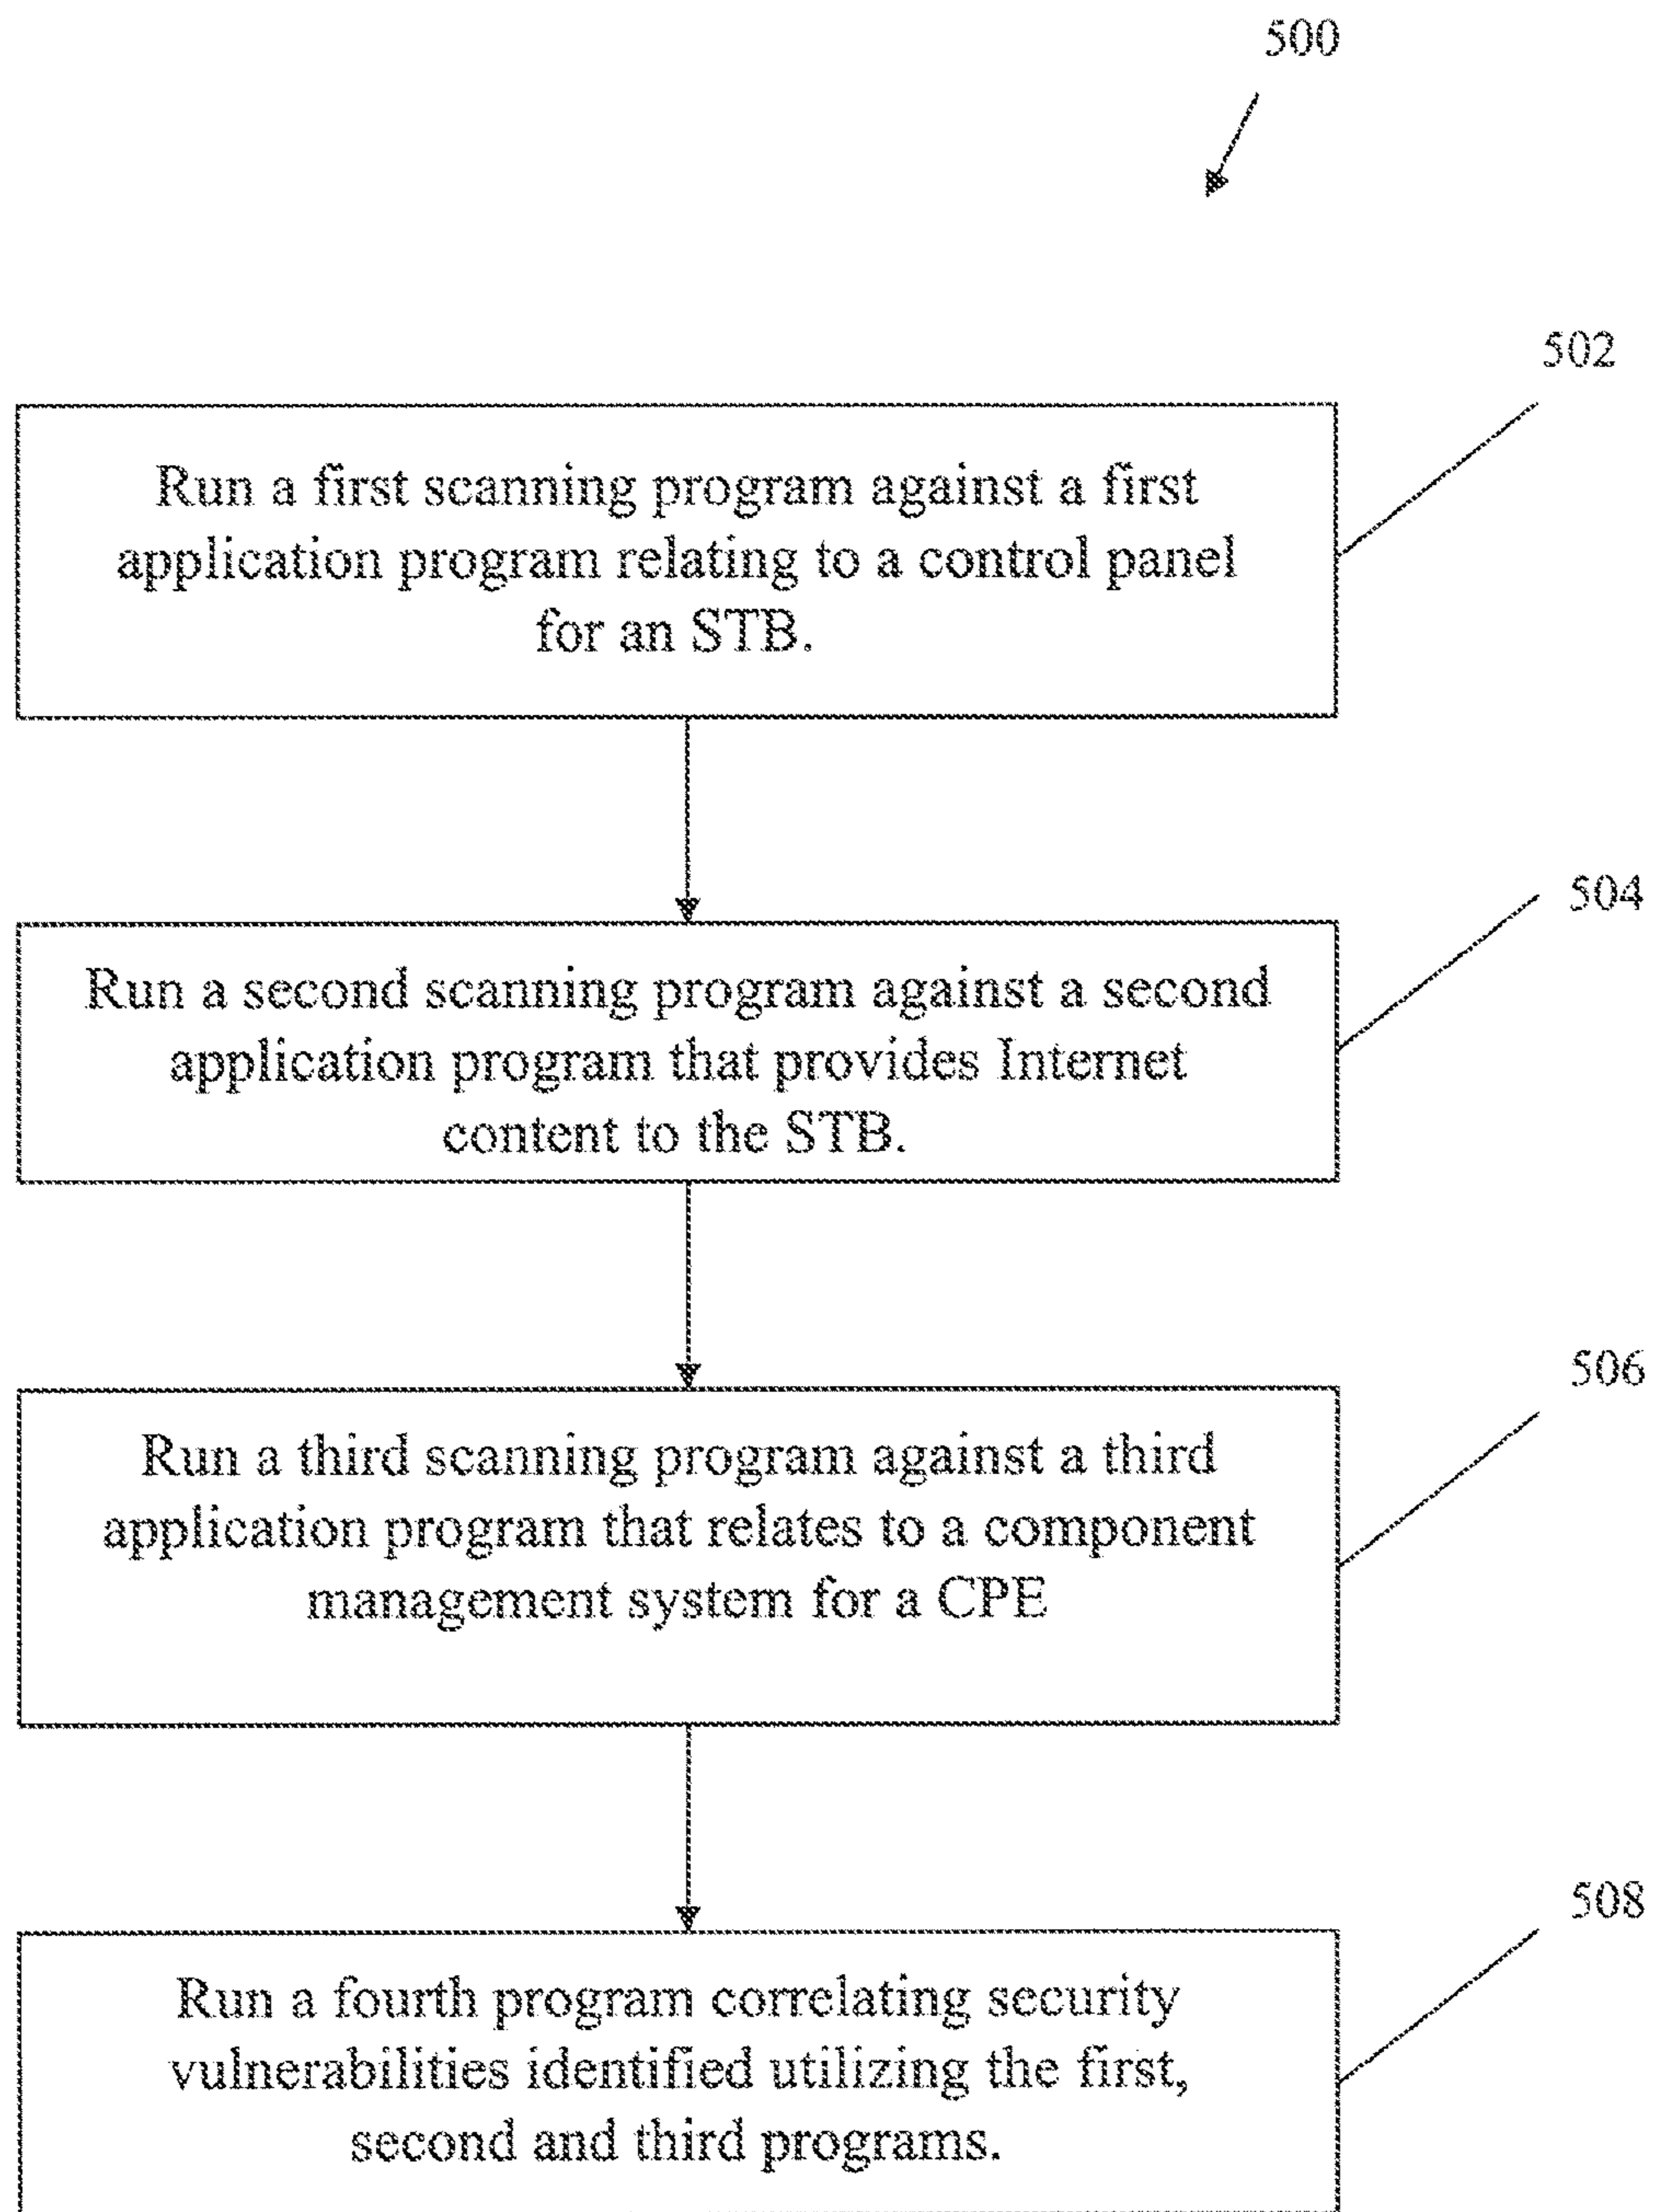 500
502
Run a first scanning program against a first
application program relating to a control panel
for an STB.
504
Run a second scanning program against a second
application program that provides Internet
content to the STB.
506
Run a third scanning program against a third
application program that relates to a component
management system for a CPE
508
Run a fourth program correlating security
vulnerabilities identified utilizing the first,
second and third programs.